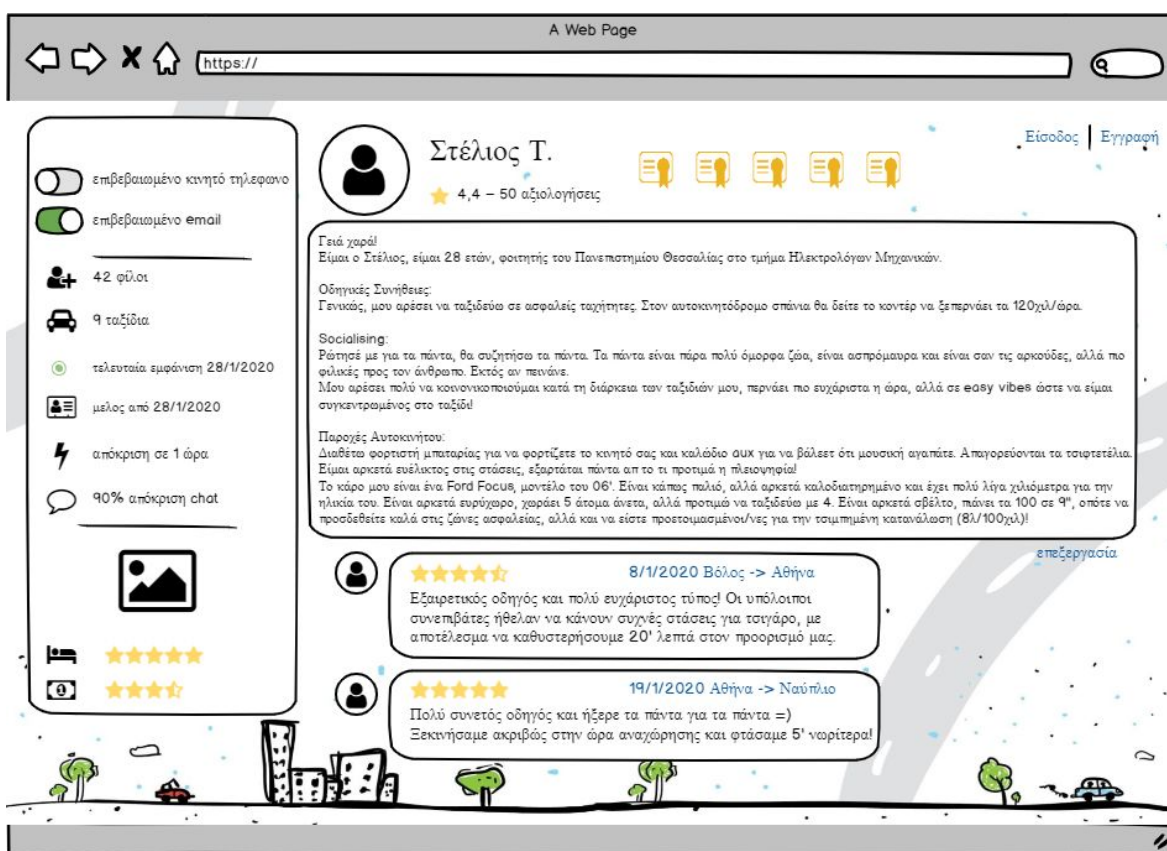 A Web Page
https://
επιβεβαιωμένο κινητό τηλεφωνο
επιβεβαιωμένο email
42 φίλοι
9 ταξίδια
τελευταία εμφάνιση 28/1/2020
μελος από 28/1/2020
απόκριση σε 1 ώρα
90% απόκριση chat
Στέλιος Τ.
4,4 – 50 αξιολογήσεις
Είσοδος | Εγγραφή
Γειά χαρά!
Είμαι ο Στέλιος, είμαι 28 ετών, φοιτητής του Πανεπιστημίου Θεσσαλίας στο τμήμα Ηλεκτρολόγων Μηχανικών.
Οδηγικές Συνήθειες:
Γενικώς, μου αρέσει να ταξιδεύω σε ασφαλείς ταχύτητες. Στον αυτοκινητόδρομο σπάνια θα δείτε το κοντέρ να ξεπερνάει τα 120χιλ/ώρα.
Socialising:
Ρώτησέ με για τα πάντα, θα συζητήσω τα πάντα. Τα πάντα είναι πάρα πολύ όμορφα ζώα, είναι ασπρόμαυρα και είναι σαν τις αρκούδες, αλλά πιο
φιλικές προς τον άνθρωπο. Εκτός αν πεινάνε.
Μου αρέσει πολύ να κοινονικοποιούμαι κατά τη διάρκεια των ταξιδιών μου, περνάει πιο ευχάριστα η ώρα, αλλά σε easy vibes ώστε να είμαι
συγκεντρωμένος στο ταξίδι!
Παροχές Αυτοκινήτου:
Διαθέτω φορτιστή μπαταρίας για να φορτίζετε το κινητό σας και καλώδιο aux για να βάλεετ ότι μουσική αγαπάτε. Απαγορεύονται τα τσιφτετέλια.
Είμαι αρκετά ευέλικτος στις στάσεις, εξαρτάται πάντα απ το τι προτιμά η πλειοψηφία!
Το κάρο μου είναι ένα Ford Focus, μοντέλο του 06'. Είναι κάπως παλιό, αλλά αρκετά καλοδιατηρημένο και έχει πολύ λίγα χιλιόμετρα για την
ηλικία του. Είναι αρκετά ευρύχωρο, χωράει 5 άτομα άνετα, αλλά προτιμώ να ταξιδεύω με 4. Είναι αρκετά σβέλτο, πιάνει τα 100 σε 9", οπότε να
προσδεθείτε καλά στις ζώνες ασφαλείας, αλλά και να είστε προετοιμασμένοι/νες για την τσιμπημένη κατανάλωση (8λ/100χιλ)!
επεξεργασία
8/1/2020 Βόλος -> Αθήνα
Εξαιρετικός οδηγός και πολύ ευχάριστος τύπος! Οι υπόλοιποι
συνεπιβάτες ήθελαν να κάνουν συχνές στάσεις για τσιγάρο, με
αποτέλεσμα να καθυστερήσουμε 20' λεπτά στον προορισμό μας.
19/1/2020 Αθήνα -> Ναύπλιο
Πολύ συνετός οδηγός και ήξερε τα πάντα για τα πάντα =)
Ξεκινήσαμε ακριβώς στην ώρα αναχώρησης και φτάσαμε 5' νωρίτερα!